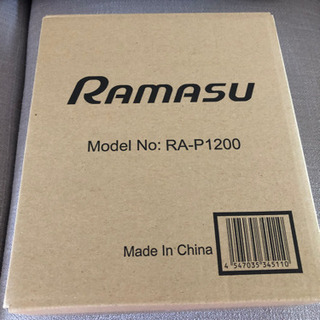 RAMASU
Model No: RA-P1200
Made In China
4 547035 345110